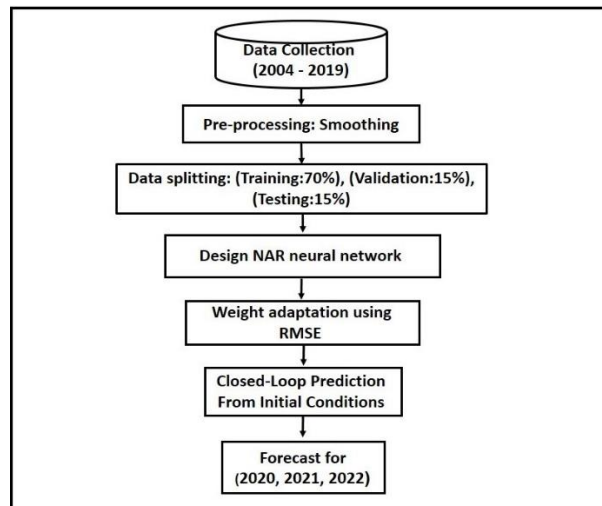 Data Collection
(2004 - 2019)
Pre-processing: Smoothing
Data splitting: (Training:70%), (Validation:15%),
(Testing:15%)
Design NAR neural network
Weight adaptation using
RMSE
Closed-Loop Prediction
From Initial Conditions
Forecast for
(2020, 2021, 2022)